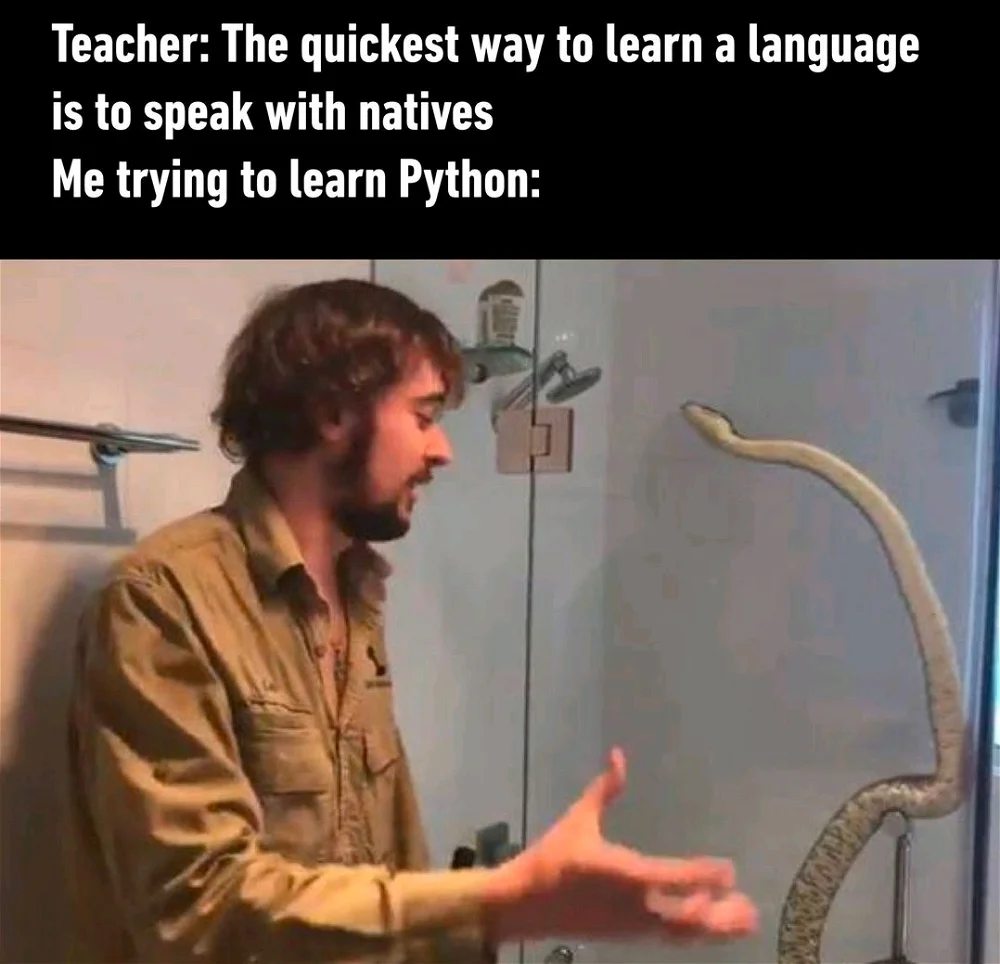 Teacher: The quickest way to learn a language
is to speak with natives
Me trying to learn Python: